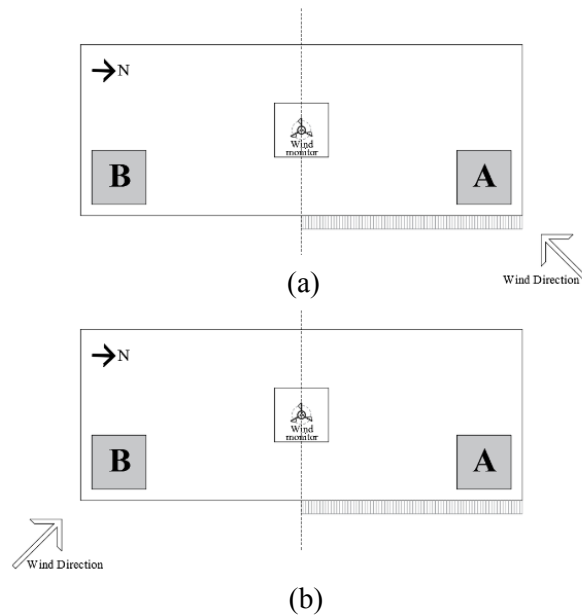 N
Wind
monitor
B
A
Wind Direction
(a)
N
Wind
monitor
B
A
Wind Direction
(b)